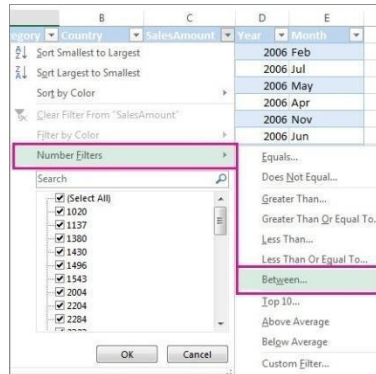 B C D E
egory Country SalesAmount Year Month
Sort Smallest to Largest
Sort Largest to Smallest
Sort by Color
Clear Filter From "SalesAmount"
Filter by Color
Number Filters
Search
(Select All)
1020
1137
1380
1430
1496
1543
2004
2204
2284
OK Cancel
2006 Feb
2006 Jul
2006 May
2006 Apr
2006 Nov
2006 Jun
Equals...
Does Not Equal...
Greater Than...
Greater Than Or Equal To.
Less Than...
Less Than Or Equal To...
Between...
Top 10...
Above Average
Below Average
Custom Filter...